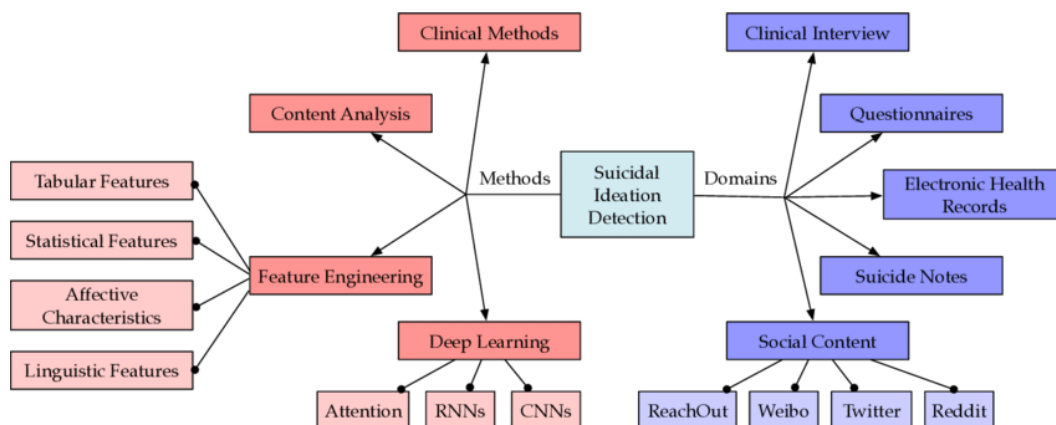 Clinical Methods
Clinical Interview
Content Analysis
Questionnaires
Tabular Features
Methods
Suicidal
Ideation
Detection
Domains
Electronic Health
Records
Statistical Features
Feature Engineering
Suicide Notes
Affective
Characteristics
Linguistic Features
Deep Learning
Social Content
Attention
RNNs
CNNs
ReachOut
Weibo
Twitter
Reddit